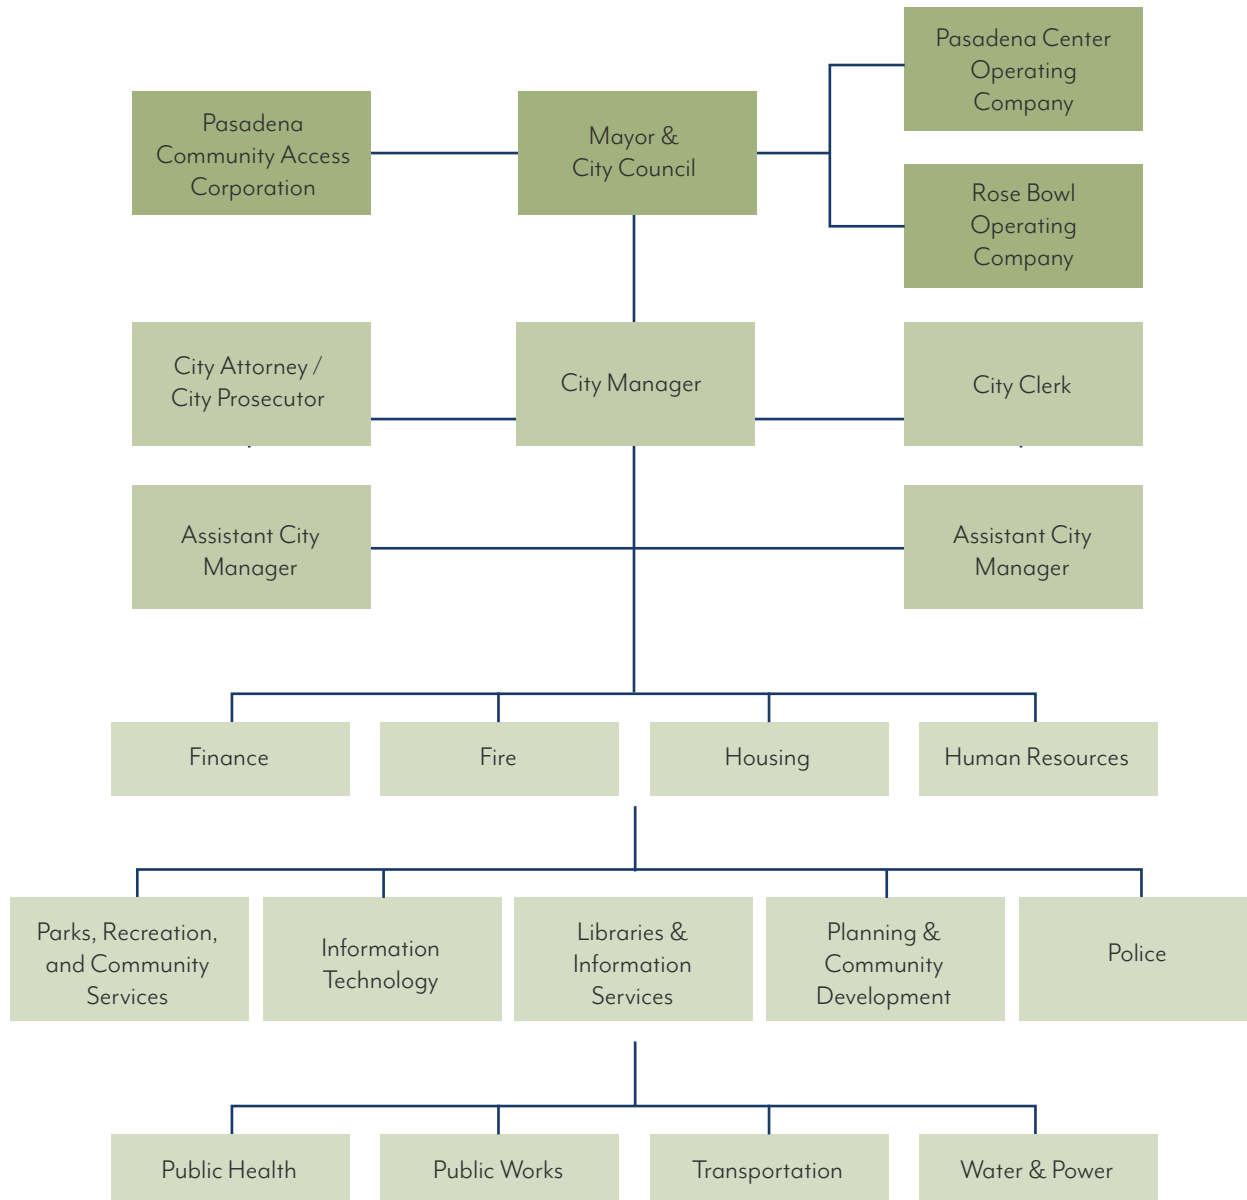 Pasadena Center
Operating
Company
Pasadena
Community Access
Corporation
Mayor &
City Council
Rose Bowl
Operating
Company
City Attorney /
City Prosecutor
City Manager
City Clerk
Assistant City
Manager
Assistant City
Manager
Finance
Fire
Housing
Human Resources
Parks, Recreation,
and Community
Services
Information
Technology
Libraries &
Information
Services
Planning &
Community
Development
Police
Public Health
Public Works
Transportation
Water & Power